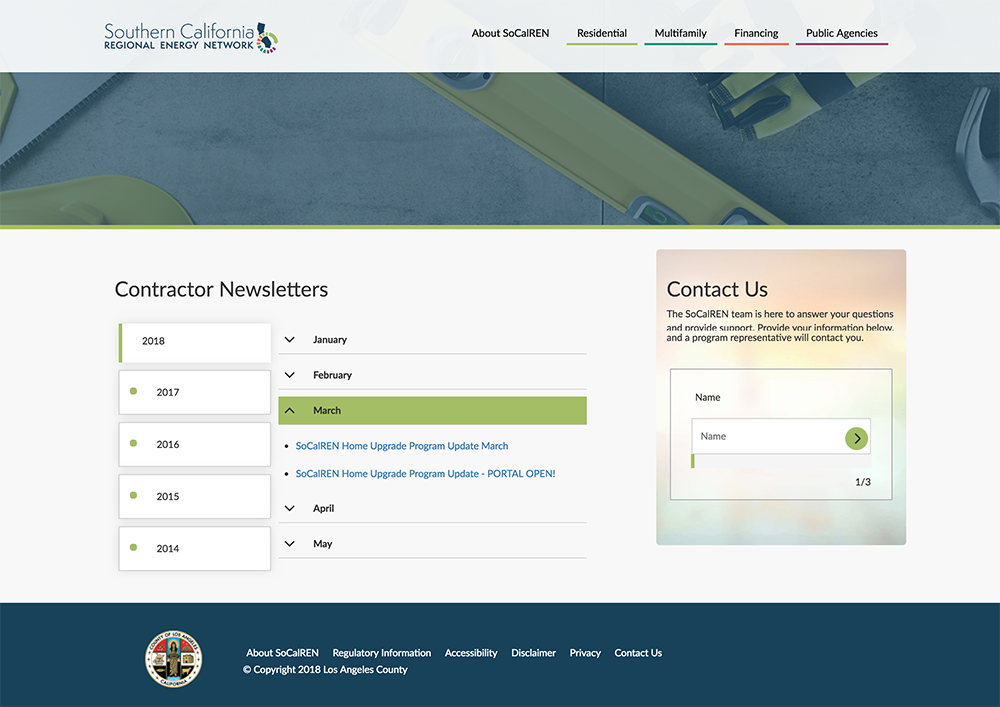 Southern California
REGIONAL ENERGY NETWORK
About SoCalREN Residential Multifamily Financing Public Agencies
Contractor Newsletters
2018
2017
2016
2015
2014
January
February
March
SoCalREN Home Upgrade Program Update March
SoCalREN Home Upgrade Program Update - PORTAL OPEN!
April
May
Contact Us
The SoCalREN team is here to answer your questions
and provide support. Provide your information below,
and a program representative will contact you.
Name
Name
1/3
COUNTY OF LOS ANGELES
CALIFORNIA
About SoCalREN Regulatory Information Accessibility Disclaimer Privacy Contact Us
© Copyright 2018 Los Angeles County